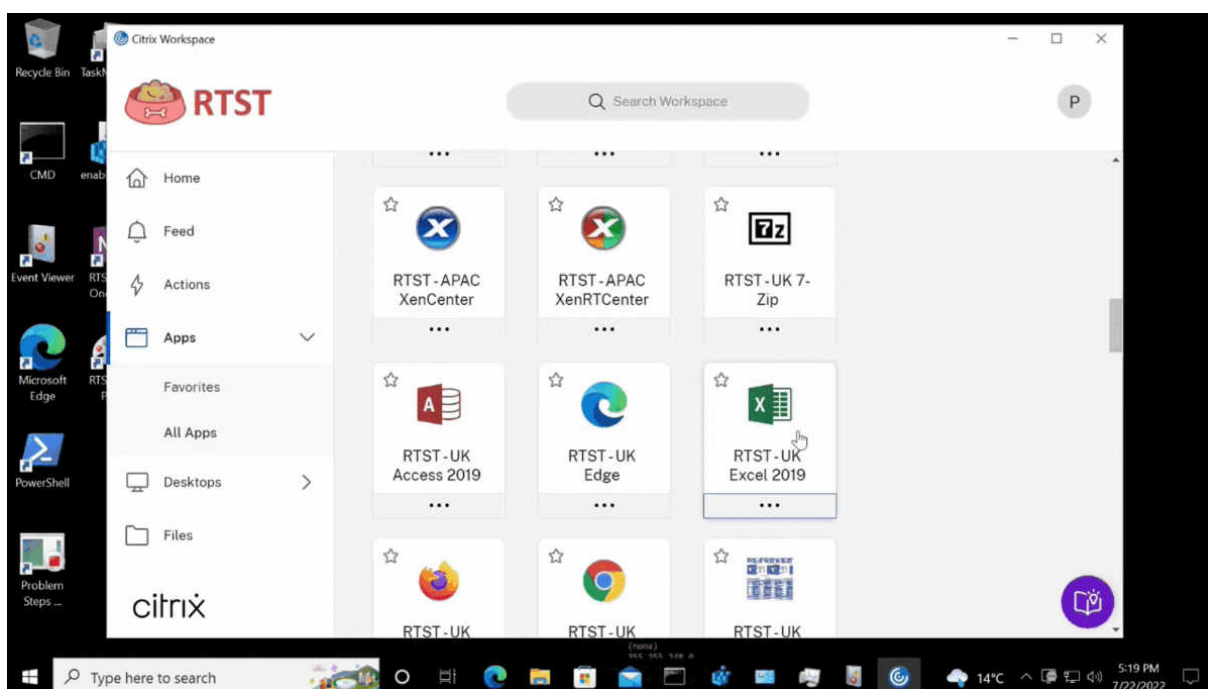 Citrix Workspace
Recycle Bin
RTST
Search Workspace
P
CMD
Home
Feed
Event Viewer
Actions
RTST-APAC
XenCenter
RTST-APAC
XenRTCenter
7z
RTST-UK 7-
Zip
Apps
Microsoft
Edge
Favorites
All Apps
A
RTST-UK
Access 2019
RTST-UK
Edge
X
RTST-UK
Excel 2019
PowerShell
Desktops
Files
Problem
Steps ...
citrix
RTST-UK
RTST-UK
RTST-UK
Type here to search
14°C
5:19 PM
7/22/2022